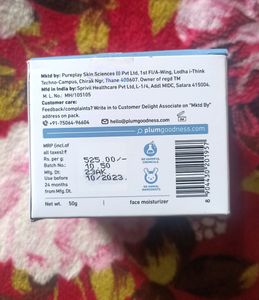 Mktd by: Pureplay Skin Sciences (I) Pvt Ltd, 1st Fl/A-Wing, Lodha i-Think
Techno-Campus, Chirak Ngr, Thane 400607. Owner of regd TM
Mfd in India by: Sprivil Healthcare Pvt Ltd, L-1/4, Addl MIDC, Satara 415004.
M. L. No.: MH/105105
Customer care:
Feedback/complaints? Write in to Customer Delight Associate on "Mktd By"
address on pack.
+91-75064-96604 hello@plumgoodness.com
plumgoodness.com
MRP (incl.of
all taxes):₹
Rs. per g: 525.00/-
Batch No.: 10.50
Mfg. Dt: 23AK
Use before 10/2023.
24 months
from Mfg. Dt.
NO HARMFUL
CHEMICALS
NO ANIMAL
INGREDIENTS
Net wt. 50g face moisturizer